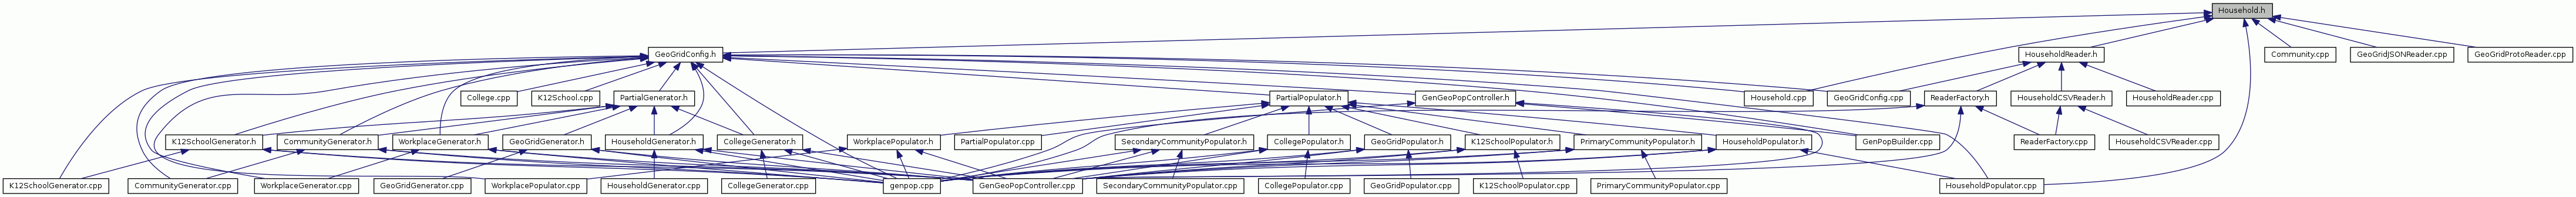 Household.h
GeoGridConfig.h
HouseholdReader.h
Community.cpp
GeoGridJSONReader.cpp
GeoGridProtoReader.cpp
College.cpp
K12School.cpp
PartialGenerator.h
PartialPopulator.h
GenGeoPopController.h
Household.cpp
GeoGridConfig.cpp
ReaderFactory.h
HouseholdCSVReader.h
HouseholdReader.cpp
K12SchoolGenerator.h
CommunityGenerator.h
WorkplaceGenerator.h
GeoGridGenerator.h
HouseholdGenerator.h
CollegeGenerator.h
WorkplacePopulator.h
PartialPopulator.cpp
SecondaryCommunityPopulator.h
CollegePopulator.h
GeoGridPopulator.h
K12SchoolPopulator.h
PrimaryCommunityPopulator.h
HouseholdPopulator.h
GenPopBuilder.cpp
ReaderFactory.cpp
HouseholdCSVReader.cpp
K12SchoolGenerator.cpp
CommunityGenerator.cpp
WorkplaceGenerator.cpp
GeoGridGenerator.cpp
WorkplacePopulator.cpp
HouseholdGenerator.cpp
CollegeGenerator.cpp
genpop.cpp
GenGeoPopController.cpp
SecondaryCommunityPopulator.cpp
CollegePopulator.cpp
GeoGridPopulator.cpp
K12SchoolPopulator.cpp
PrimaryCommunityPopulator.cpp
HouseholdPopulator.cpp